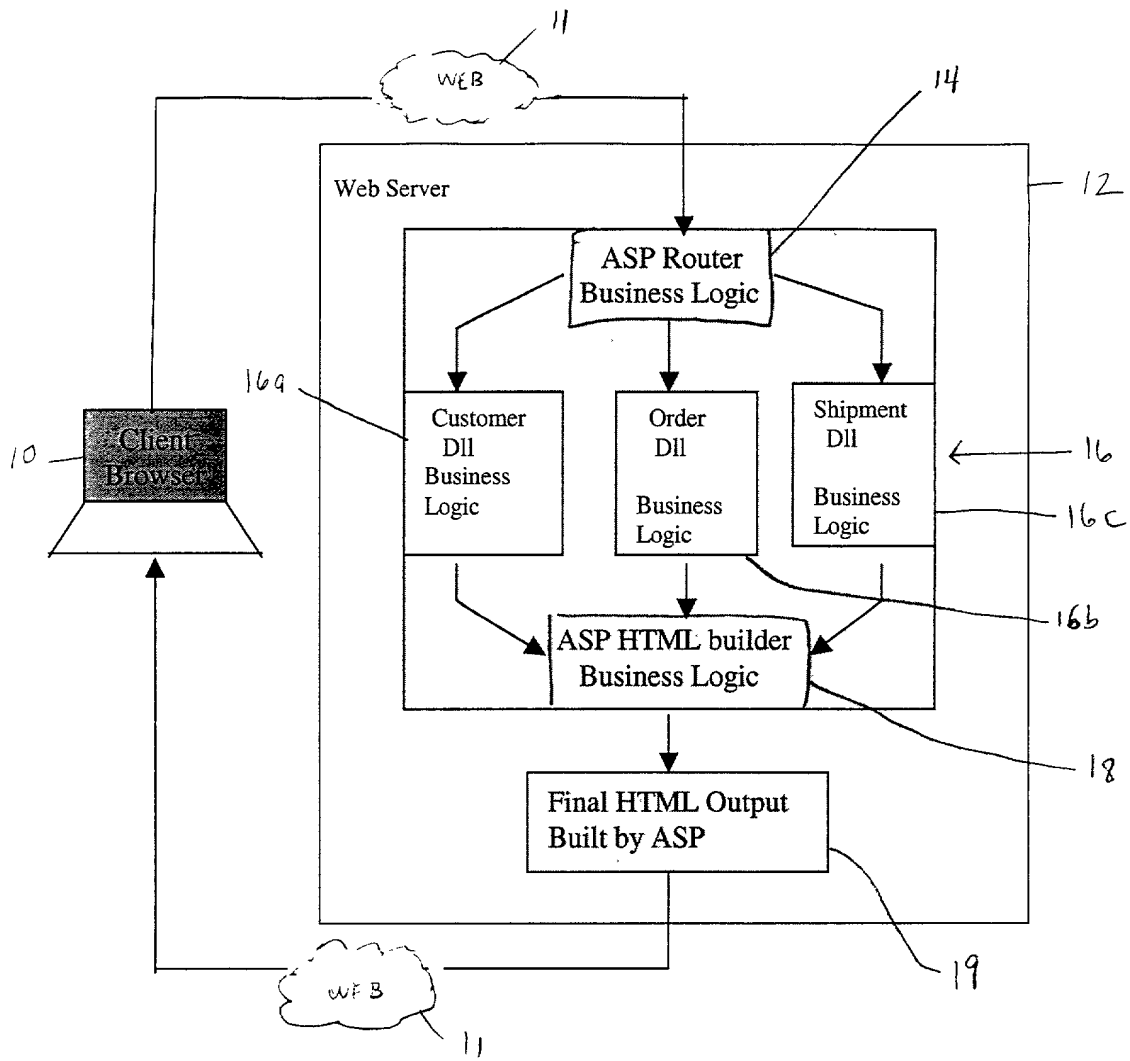 11
WEB
14
12
Web Server
ASP Router
Business Logic
16a
Customer
Dll
Business
Logic
Order
Dll
Business
Logic
Shipment
Dll
Business
Logic
16
16c
10
Client
Browser
16b
ASP HTML builder
Business Logic
18
Final HTML Output
Built by ASP
19
WEB
11